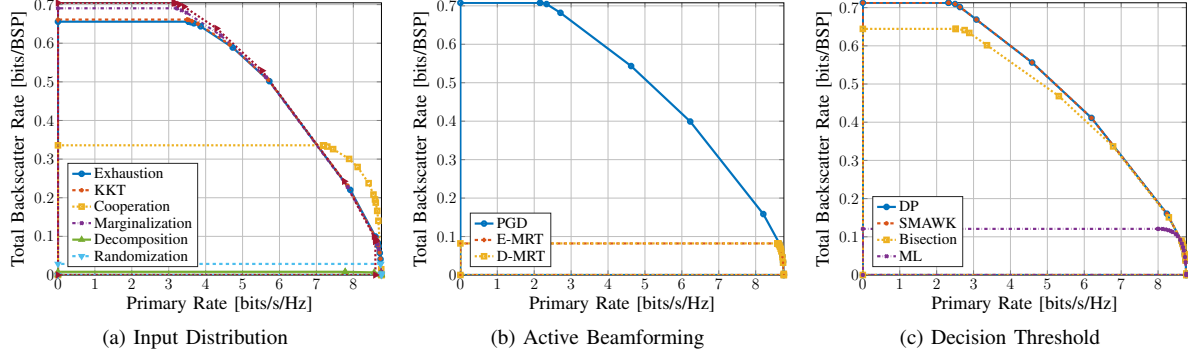 Total Backscatter Rate [bits/BSP]
0.7
0.6
0.5
0.4
0.3
0.2
0.1
0
Exhaustion
KKT
Cooperation
Marginalization
Decomposition
Randomization
0 1 2 3 4 5 6 7 8
Primary Rate [bits/s/Hz]
(a) Input Distribution
Total Backscatter Rate [bits/BSP]
0.7
0.6
0.5
0.4
0.3
0.2
0.1
0
PGD
E-MRT
D-MRT
0 1 2 3 4 5 6 7 8
Primary Rate [bits/s/Hz]
(b) Active Beamforming
Total Backscatter Rate [bits/BSP]
0.7
0.6
0.5
0.4
0.3
0.2
0.1
0
DP
SMAWK
Bisection
ML
0 1 2 3 4 5 6 7 8
Primary Rate [bits/s/Hz]
(c) Decision Threshold